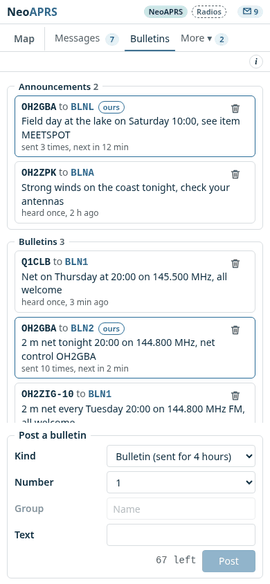 NeoAPRS NeoAPRS Radios 9
Map Messages 7 Bulletins More ▾ 2
i
Announcements 2
OH2GBA to BLNL ours
Field day at the lake on Saturday 10:00, see item
MEETSPOT
sent 3 times, next in 12 min
OH2ZPK to BLNA
Strong winds on the coast tonight, check your
antennas
heard once, 2 h ago
Bulletins 3
Q1CLB to BLN1
Net on Thursday at 20:00 on 145.500 MHz, all
welcome
heard once, 3 min ago
OH2GBA to BLN2 ours
2 m net tonight 20:00 on 144.800 MHz, net
control OH2GBA
sent 10 times, next in 2 min
OH2ZIG-10 to BLN1
2 m net every Tuesday 20:00 on 144.800 MHz FM,
all welcome
Post a bulletin
Kind Bulletin (sent for 4 hours)
Number 1
Group Name
Text
67 left Post